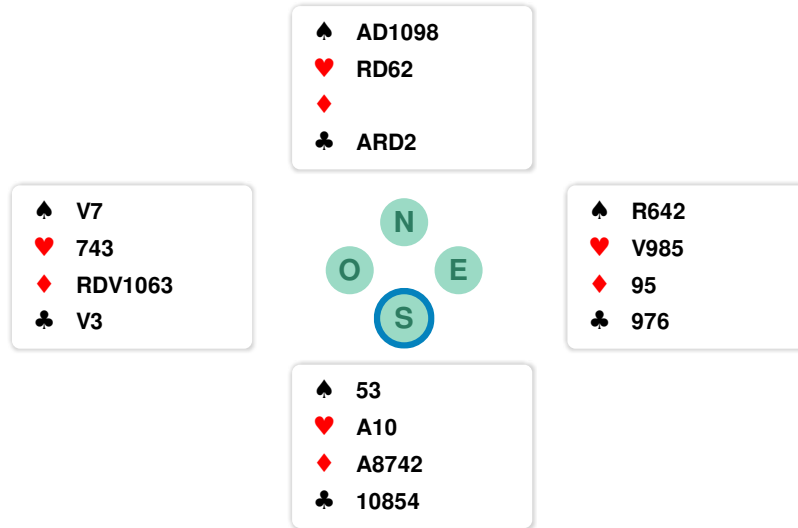 ♠ AD1098
♥ RD62
♦
♣ ARD2
♠ V7
♥ 743
♦ RDV1063
♣ V3
N
O E
S
♠ R642
♥ V985
♦ 95
♣ 976
♠ 53
♥ A10
♦ A8742
♣ 10854